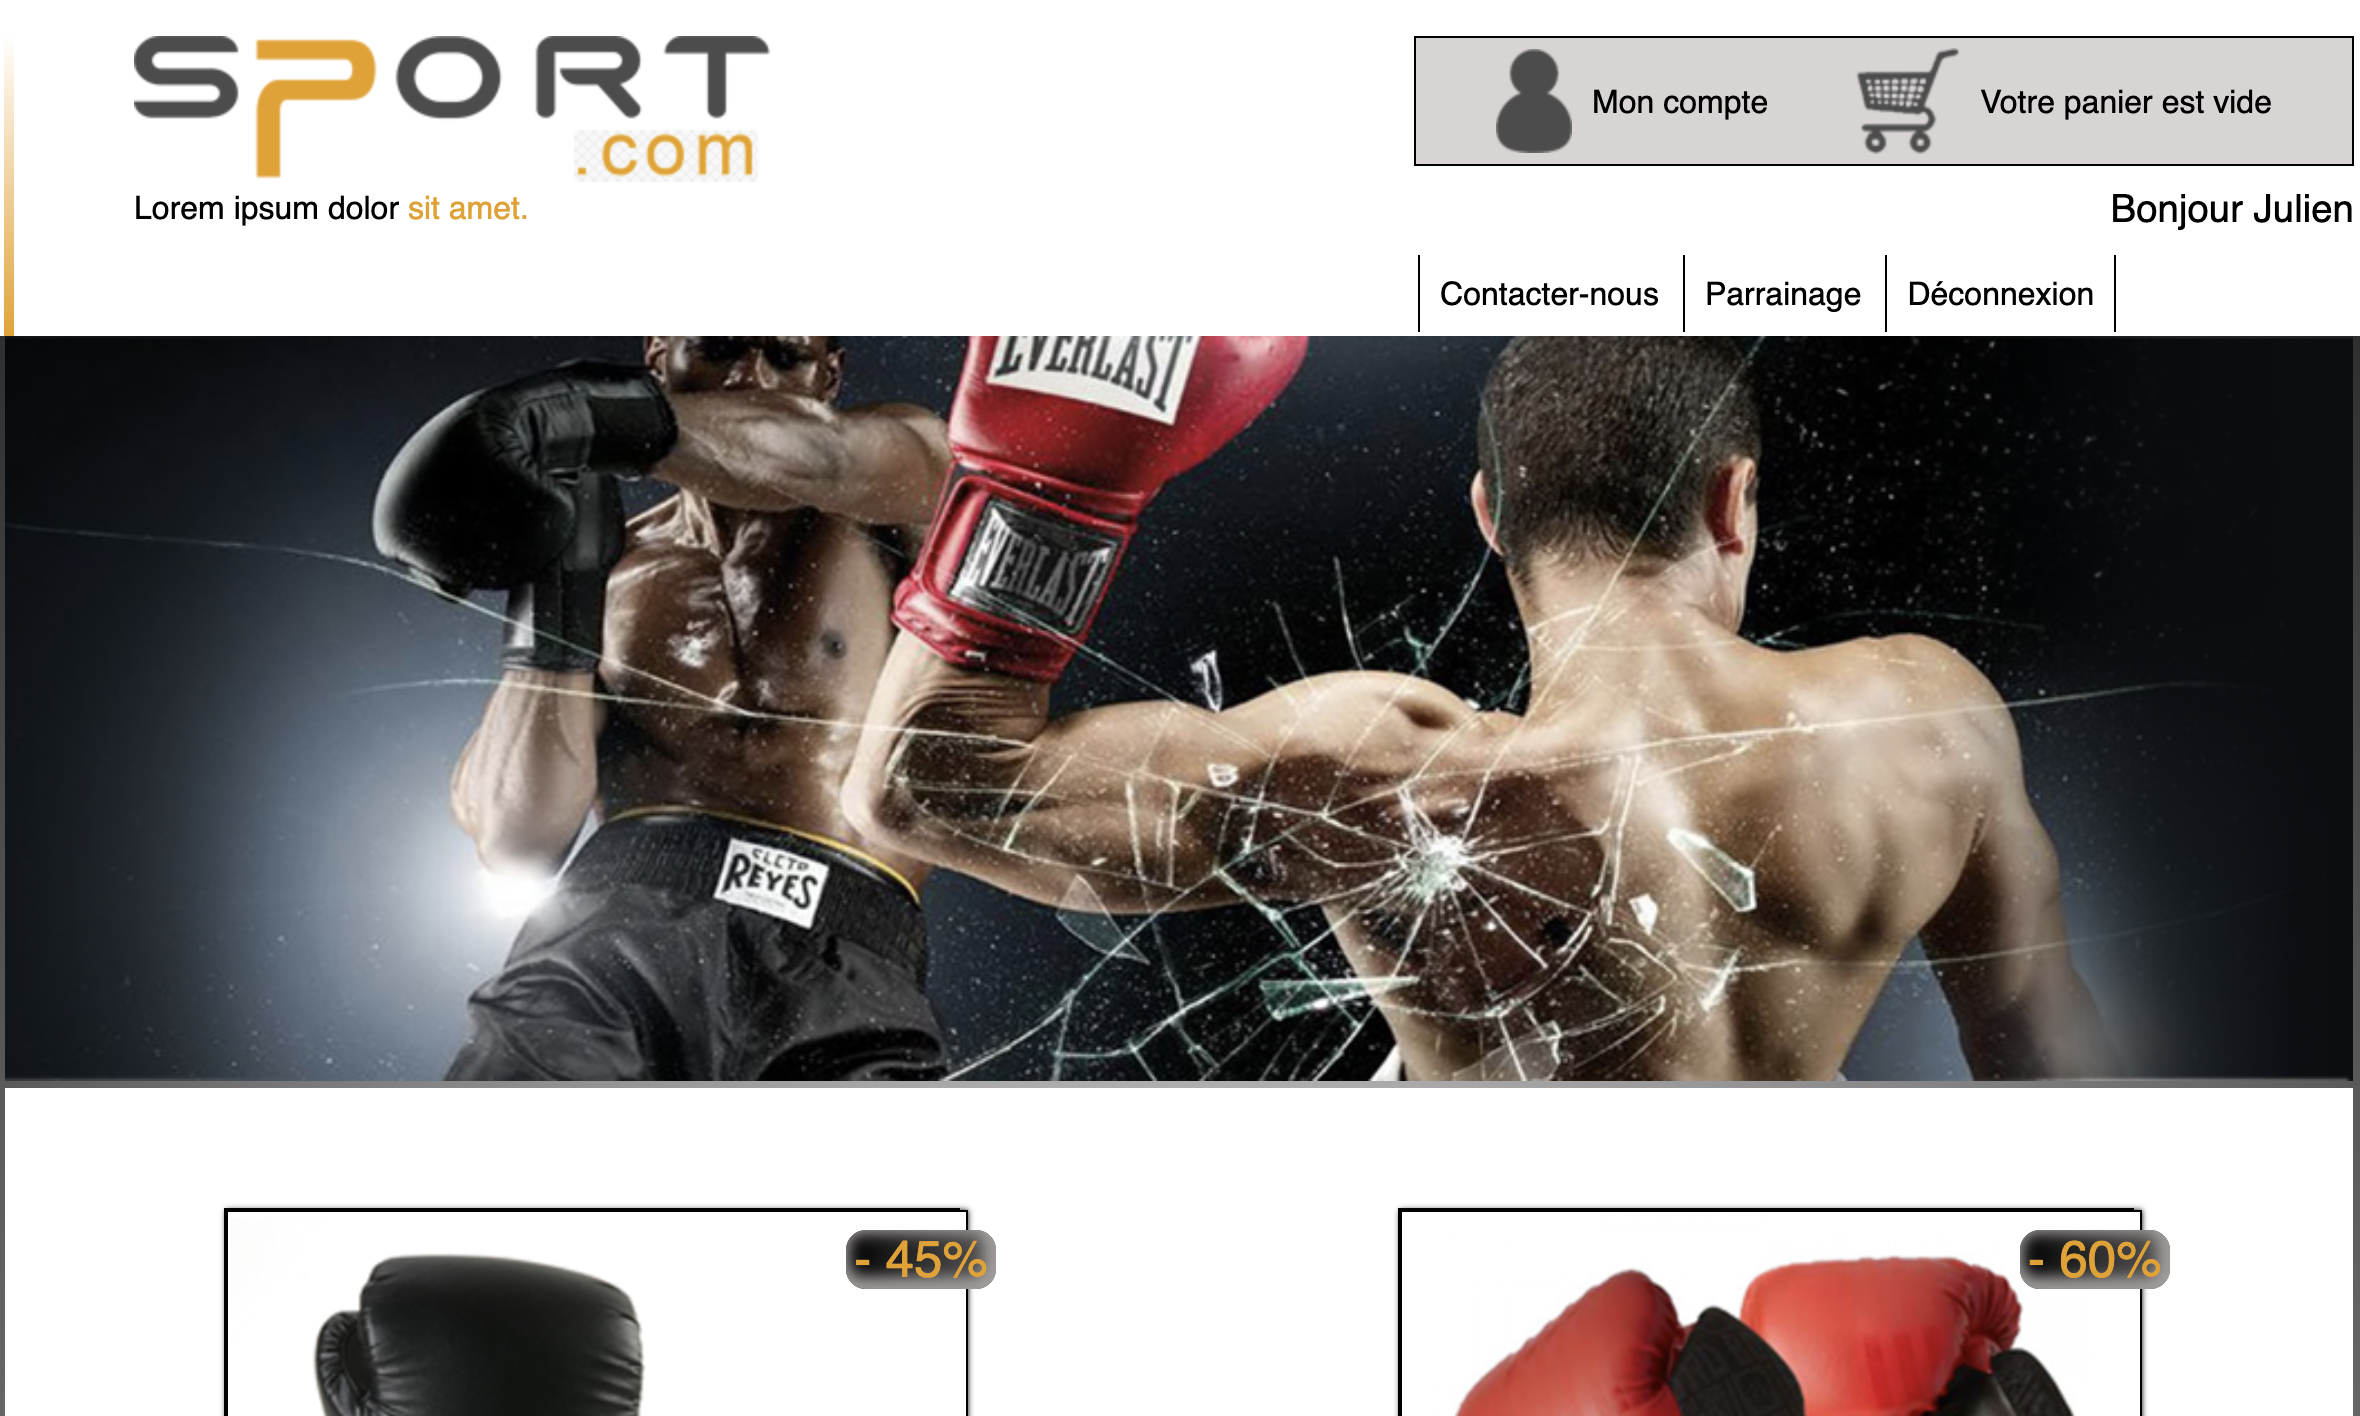 SPORT
.com
Lorem ipsum dolor sit amet.
Mon compte
Votre panier est vide
Bonjour Julien
Contacter-nous
Parrainage
Déconnexion
EVERLAST
EVERLAST
CLETO
REYES
- 45%
- 60%